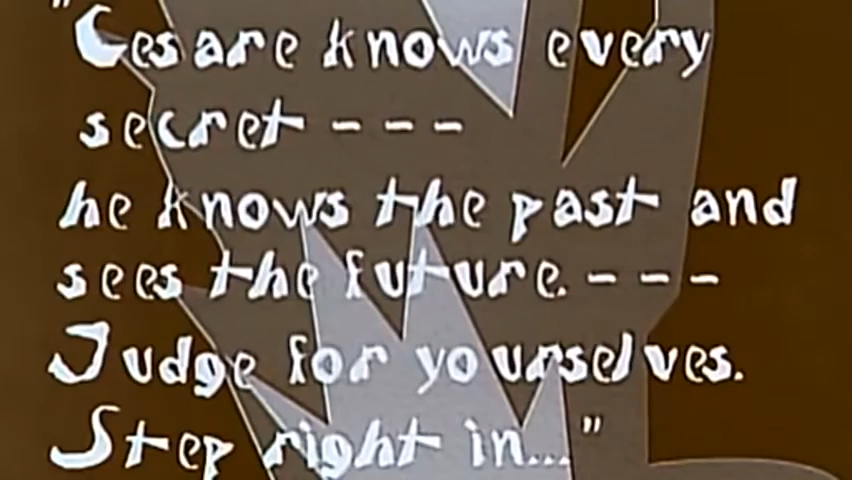 "Cesare knows every
secret ---
he knows the past and
sees the future. ---
Judge for yourselves.
Step right in..."